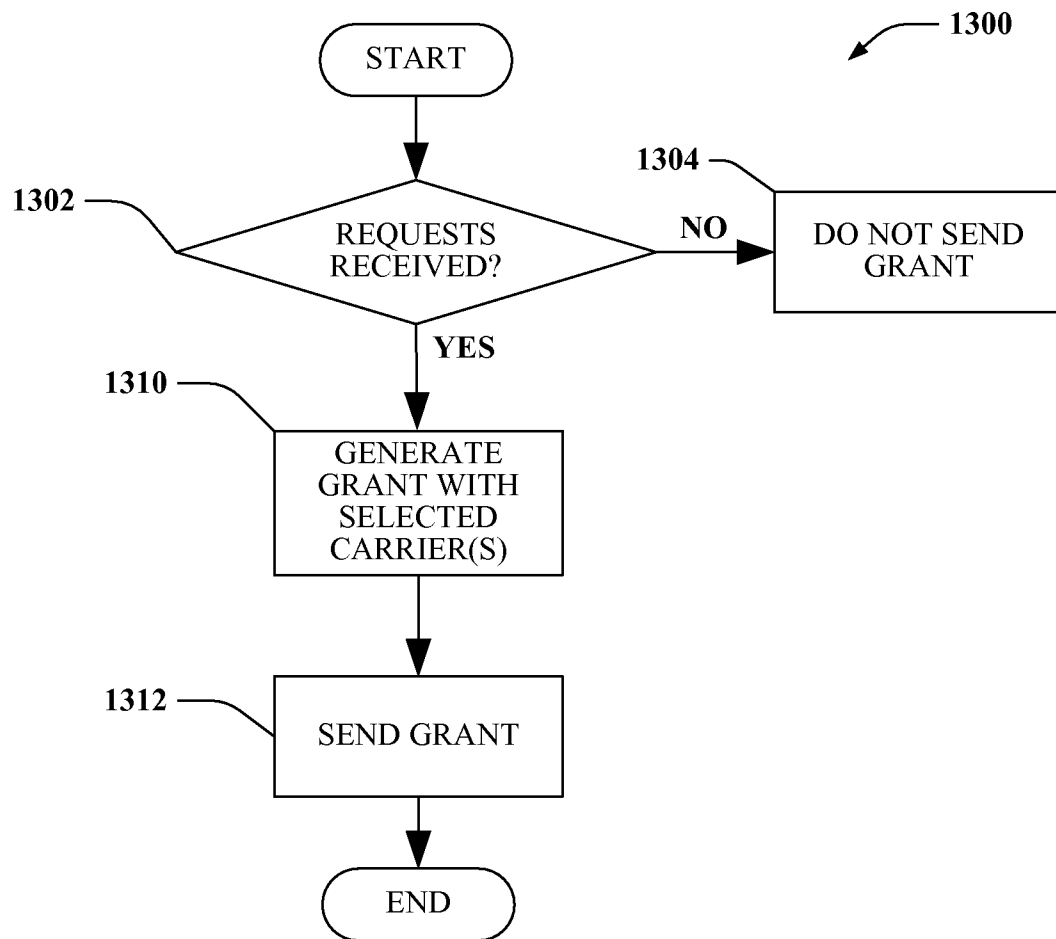 1300
START
1304
1302
REQUESTS
RECEIVED?
NO
DO NOT SEND
GRANT
YES
1310
GENERATE
GRANT WITH
SELECTED
CARRIER(S)
1312
SEND GRANT
END